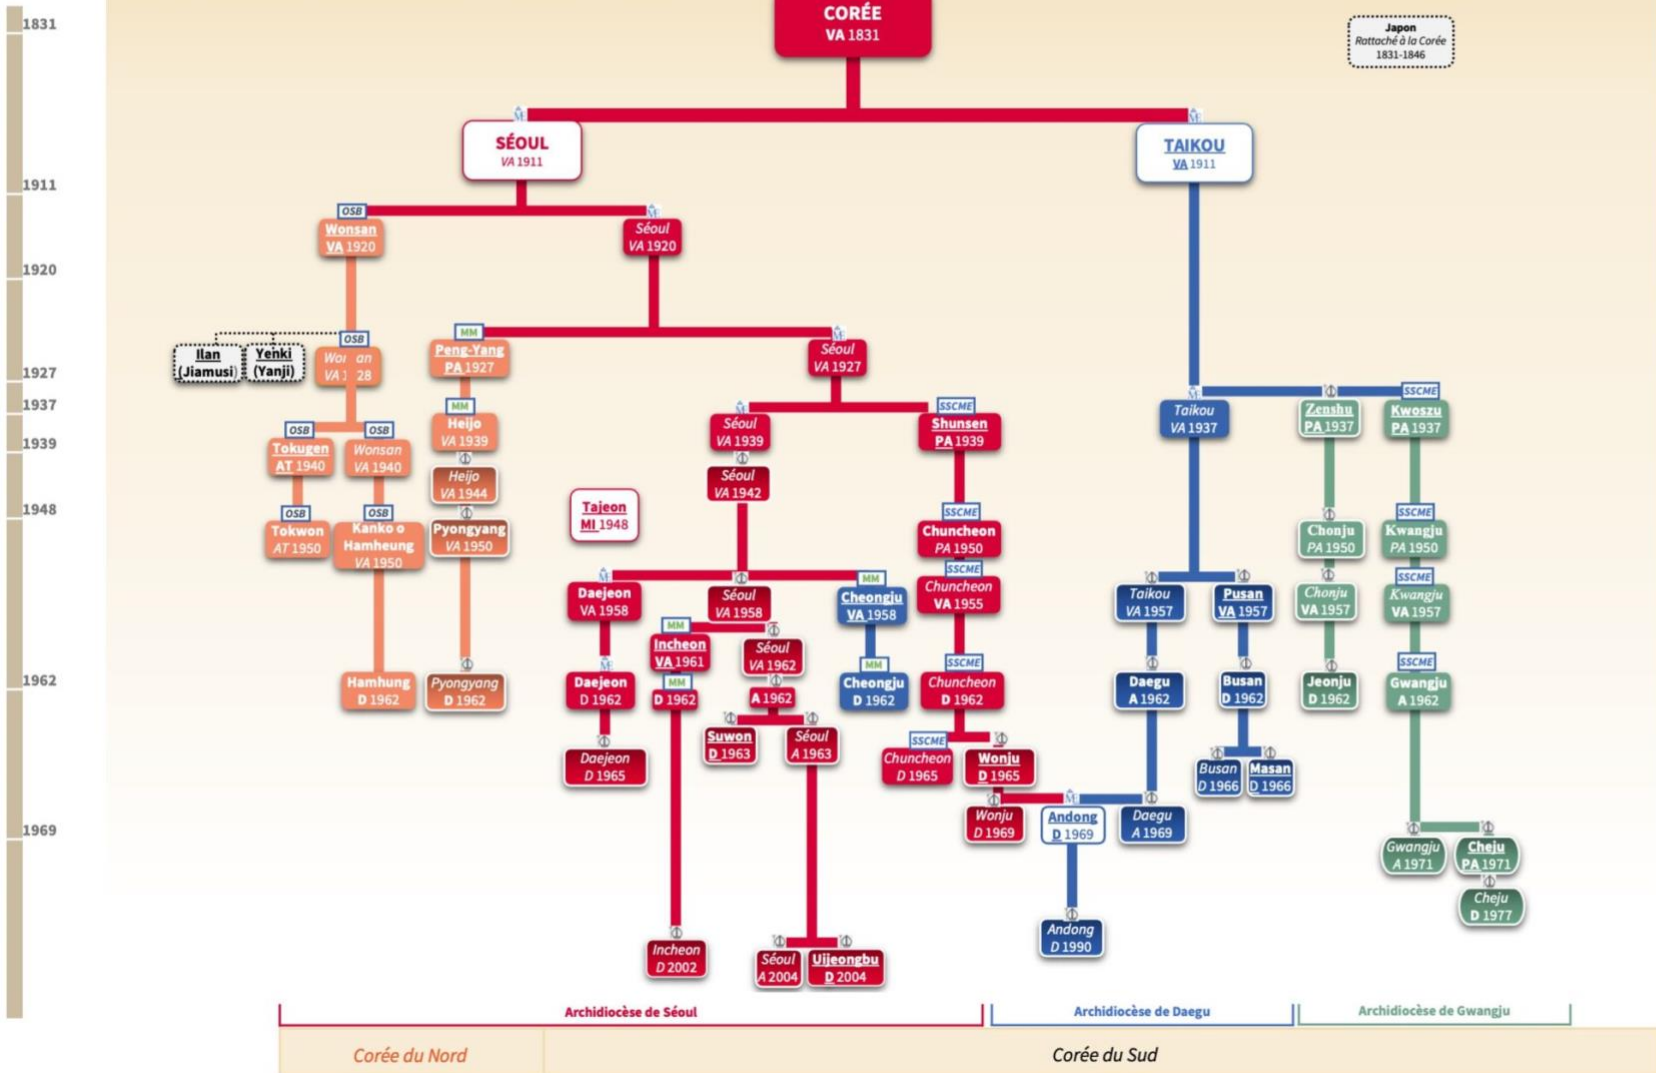 1831
1911
1920
1927
1937
1939
1948
1962
1969
CORÉE
VA 1831
Japon
Rattaché à la Corée
1831-1846
SÉOUL
VA 1911
TAIKOU
VA 1911
OSB
Wonsan
VA 1920
Séoul
VA 1920
Ilan
(Jiamusi)
Yenki
(Yanji)
OSB
VA
28
MM
Peng-Yang
PA 1927
Séoul
VA 1927
MM
Heijo
VA 1939
Séoul
VA 1939
SSCME
Shunsen
PA 1939
Taikou
VA 1937
Zenshu
PA 1937
SSCME
Kwoszu
PA 1937
OSB
Tokugen
AT 1940
OSB
Wonsan
VA 1940
Heijo
VA 1944
Séoul
VA 1942
OSB
Tokwon
AT 1950
OSB
Kanko o
Hamheung
VA 1950
Pyongyang
VA 1950
Tajeon
MI 1948
SSCME
Chuncheon
PA 1950
Chonju
PA 1950
SSCME
Kwangju
PA 1950
Daejeon
VA 1958
Séoul
VA 1958
MM
Cheongju
VA 1958
SSCME
Chuncheon
VA 1955
Taikou
VA 1957
Pusan
VA 1957
Chonju
VA 1957
SSCME
Kwangju
VA 1957
MM
Incheon
VA 1961
Séoul
VA 1962
Hamhung
D 1962
Pyongyang
D 1962
Daejeon
D 1962
MM
D 1962
A 1962
MM
Cheongju
D 1962
SSCME
Chuncheon
D 1962
Daegu
A 1962
Busan
D 1962
Jeonju
D 1962
SSCME
Gwangju
A 1962
Daejeon
D 1965
Suwon
D 1963
Séoul
A 1963
SSCME
Chuncheon
D 1965
Wonju
D 1965
Busan
D 1966
Masan
D 1966
Wonju
D 1969
Andong
D 1969
Daegu
A 1969
Gwangju
A 1971
Cheju
PA 1971
Cheju
D 1977
Incheon
D 2002
Séoul
A 2004
Uijeongbu
D 2004
Andong
D 1990
Archidiocèse de Séoul
Archidiocèse de Daegu
Archidiocèse de Gwangju
Corée du Nord
Corée du Sud